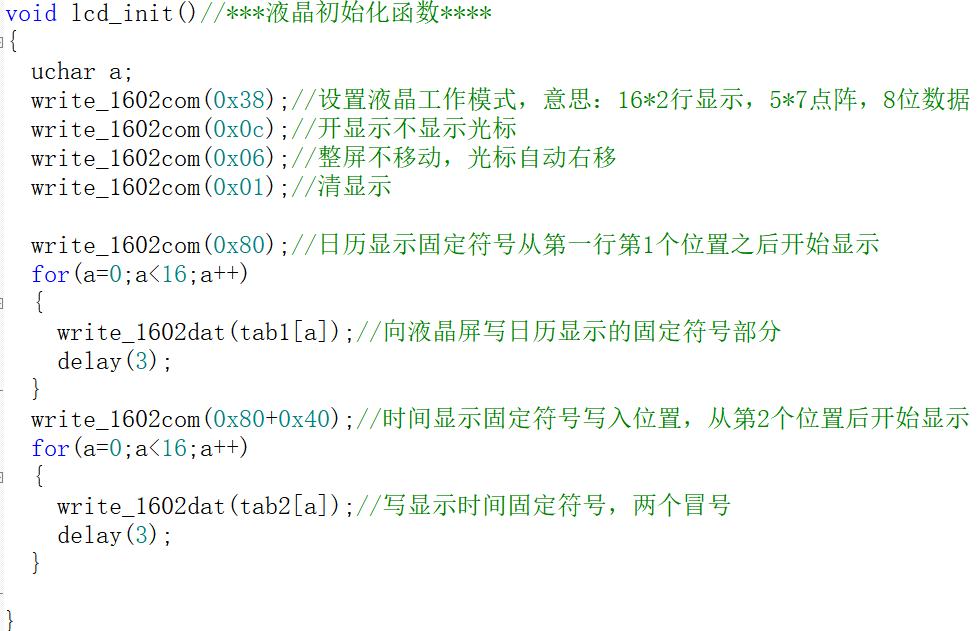 void lcd_init()//***液晶初始化函数****
{
uchar a;
write_1602com(0x38);//设置液晶工作模式，意思：16*2行显示，5*7点阵，8位数据
write_1602com(0x0c);//开显示不显示光标
write_1602com(0x06);//整屏不移动，光标自动右移
write_1602com(0x01);//清显示
write_1602com(0x80);//日历显示固定符号从第一行第1个位置之后开始显示
for(a=0;a<16;a++)
{
write_1602dat(tab1[a]);//向液晶屏写日历显示的固定符号部分
delay(3);
}
write_1602com(0x80+0x40);//时间显示固定符号写入位置，从第2个位置后开始显示
for(a=0;a<16;a++)
{
write_1602dat(tab2[a]);//写显示时间固定符号，两个冒号
delay(3);
}
}